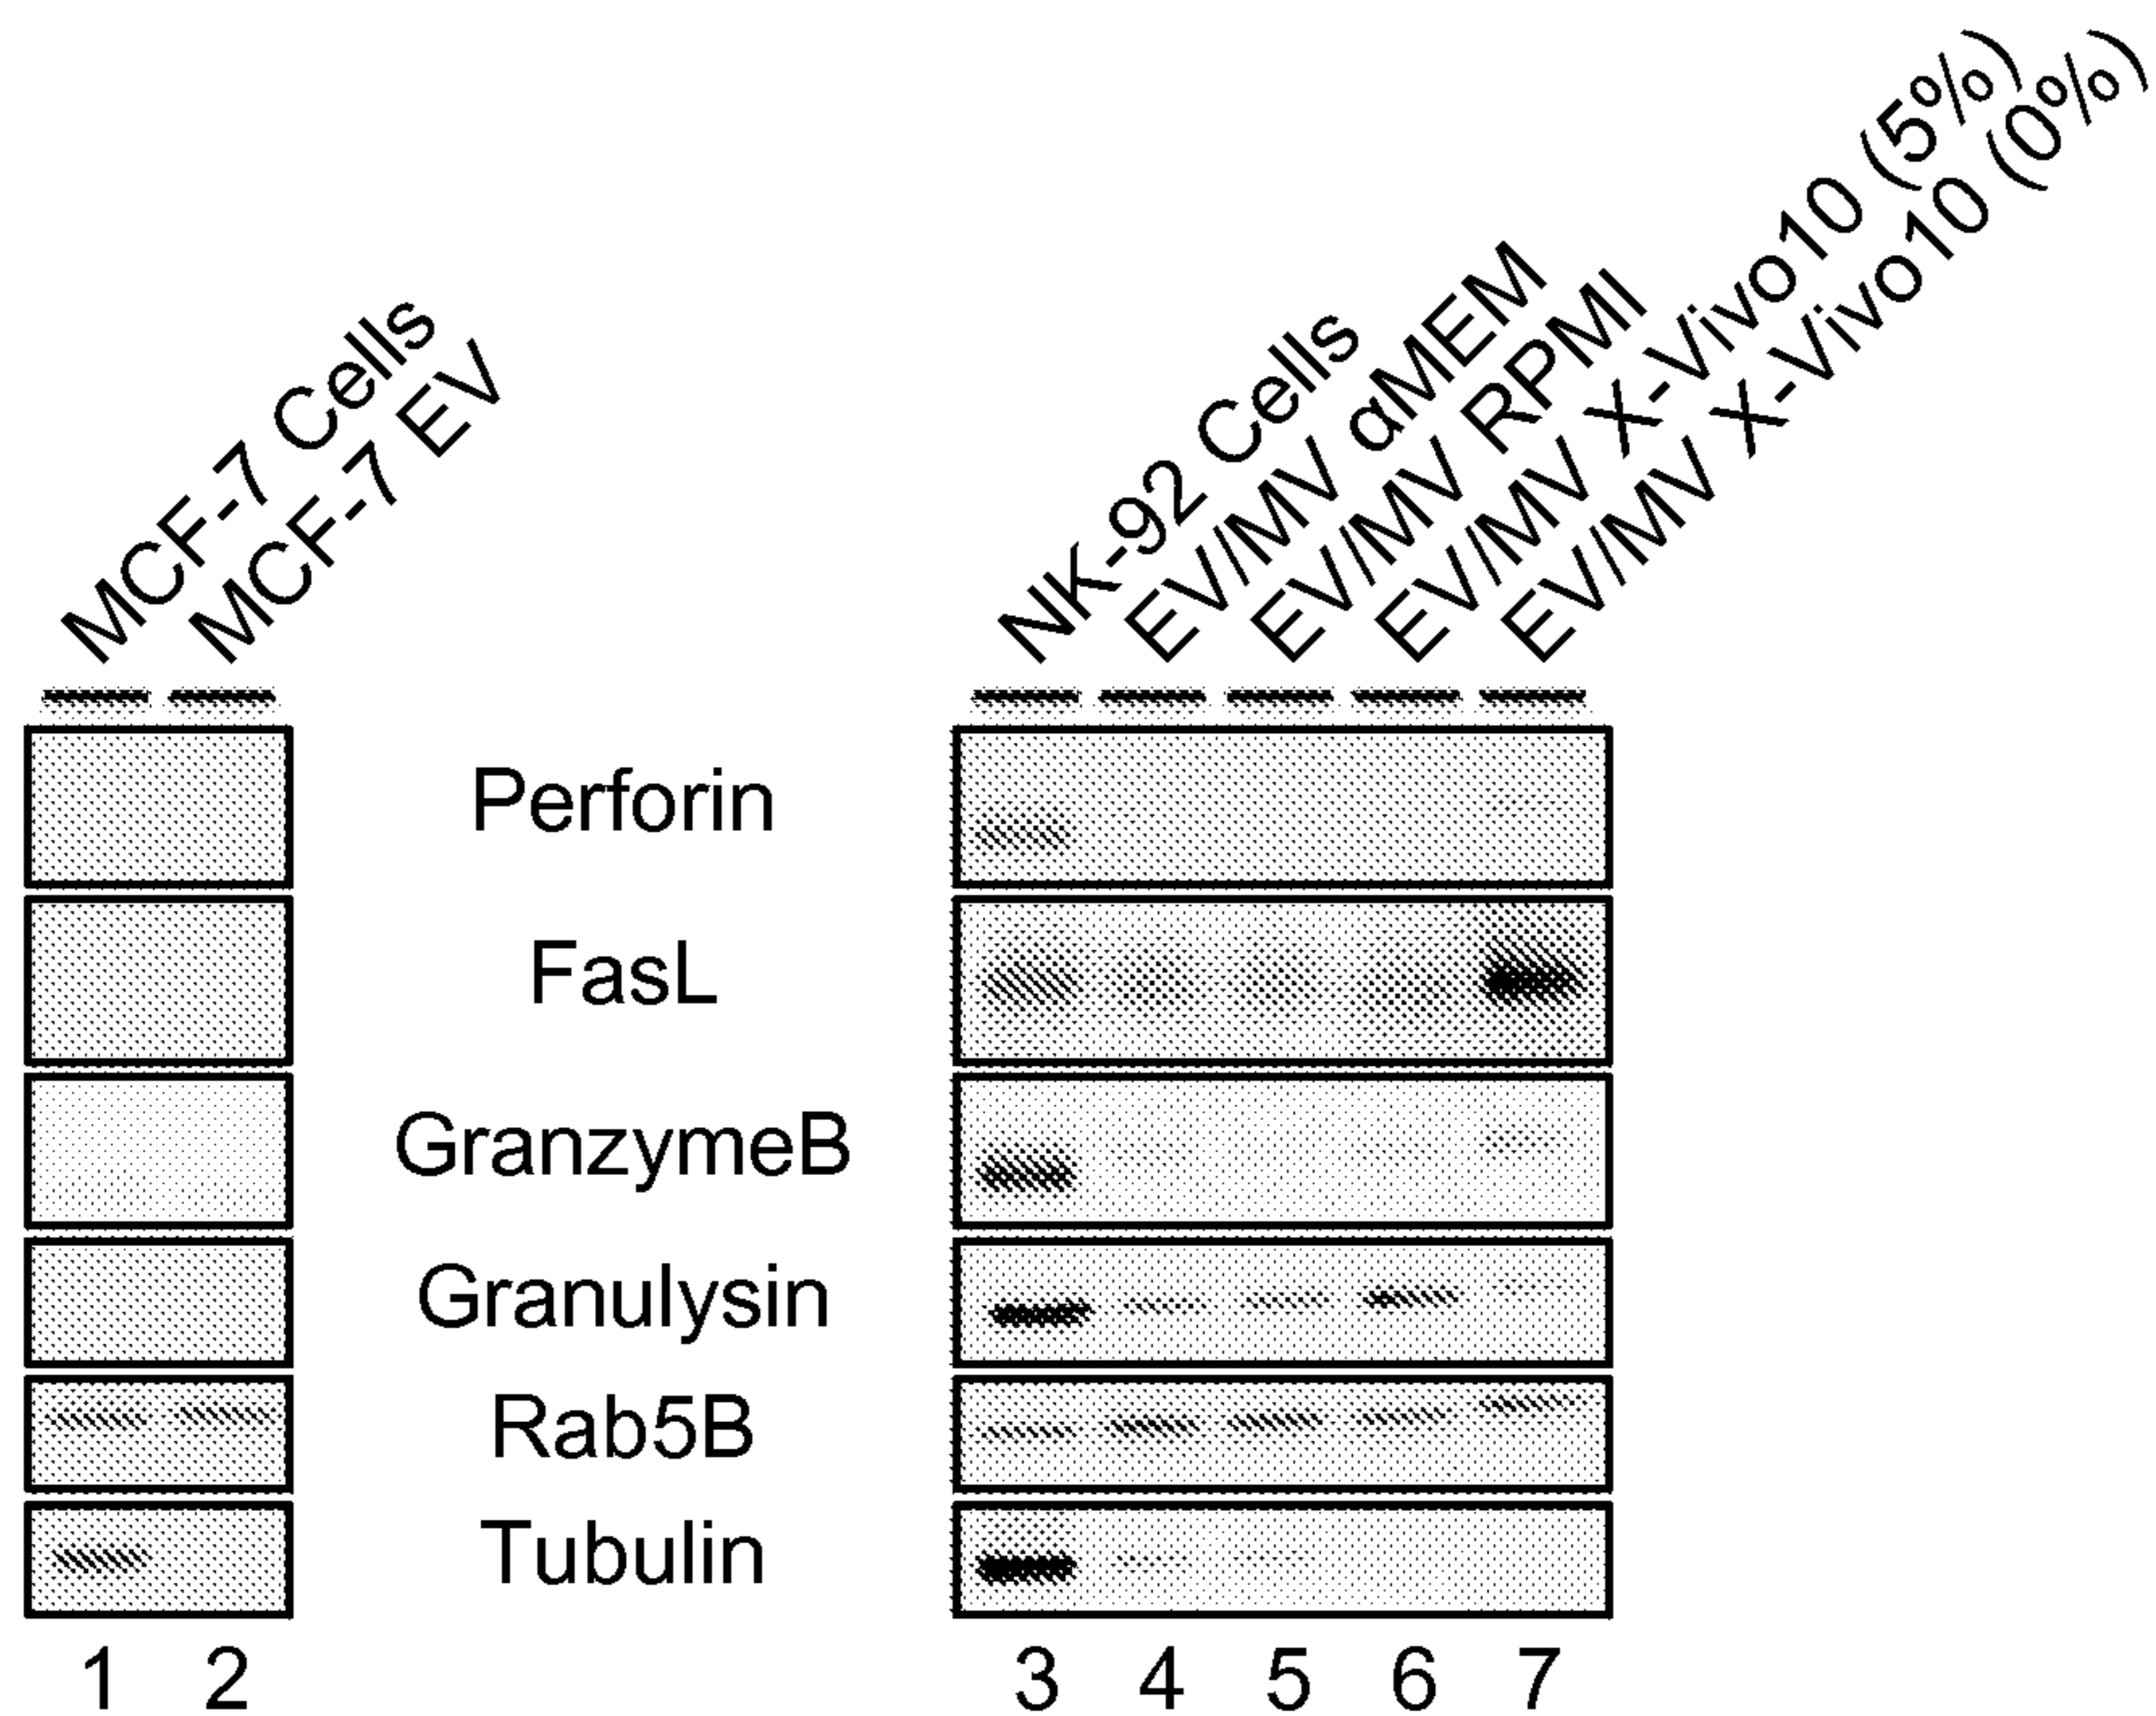 MCF-7 Cells
MCF-7 EV
NK-92 Cells
EV/MV αMEM
EV/MV RPMI
EV/MV X-Vivo10 (5%)
EV/MV X-Vivo10 (0%)
Perforin
FasL
GranzymeB
Granulysin
Rab5B
Tubulin
1 2 3 4 5 6 7